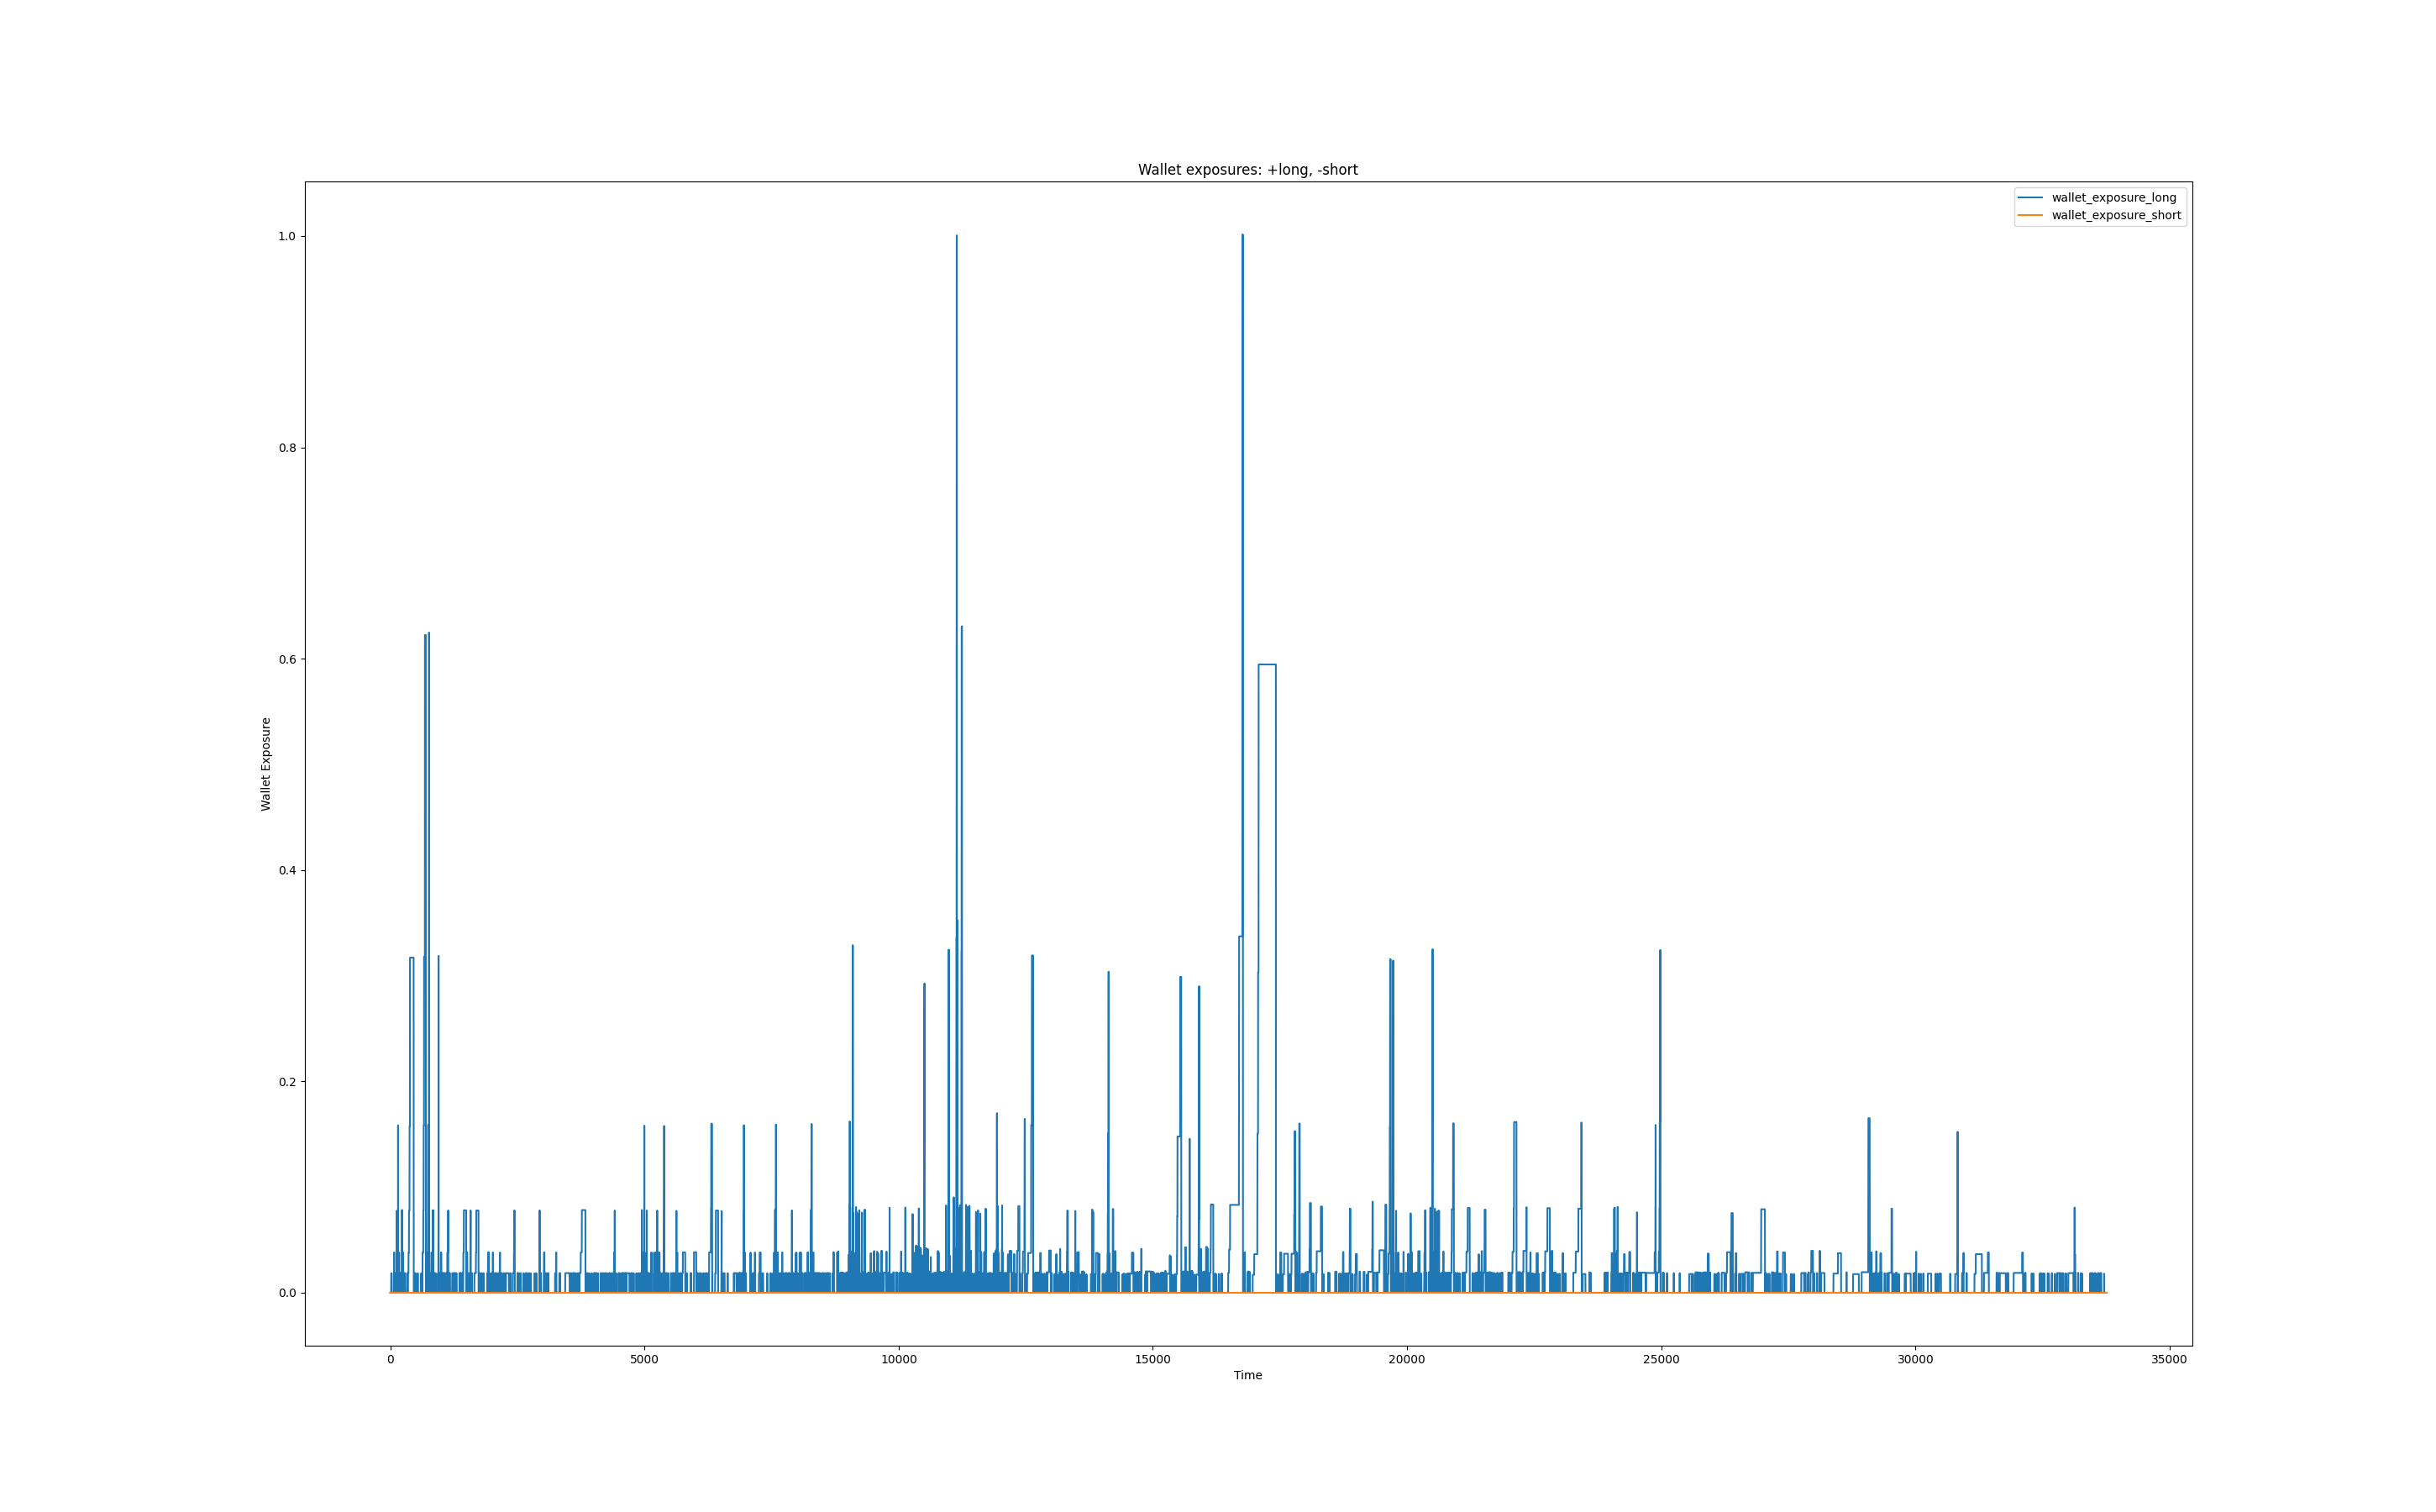 Wallet exposures: +long, -short
wallet_exposure_long
wallet_exposure_short
1.0
0.8
0.6
0.4
0.2
0.0
Wallet Exposure
0 5000 10000 15000 20000 25000 30000 35000
Time